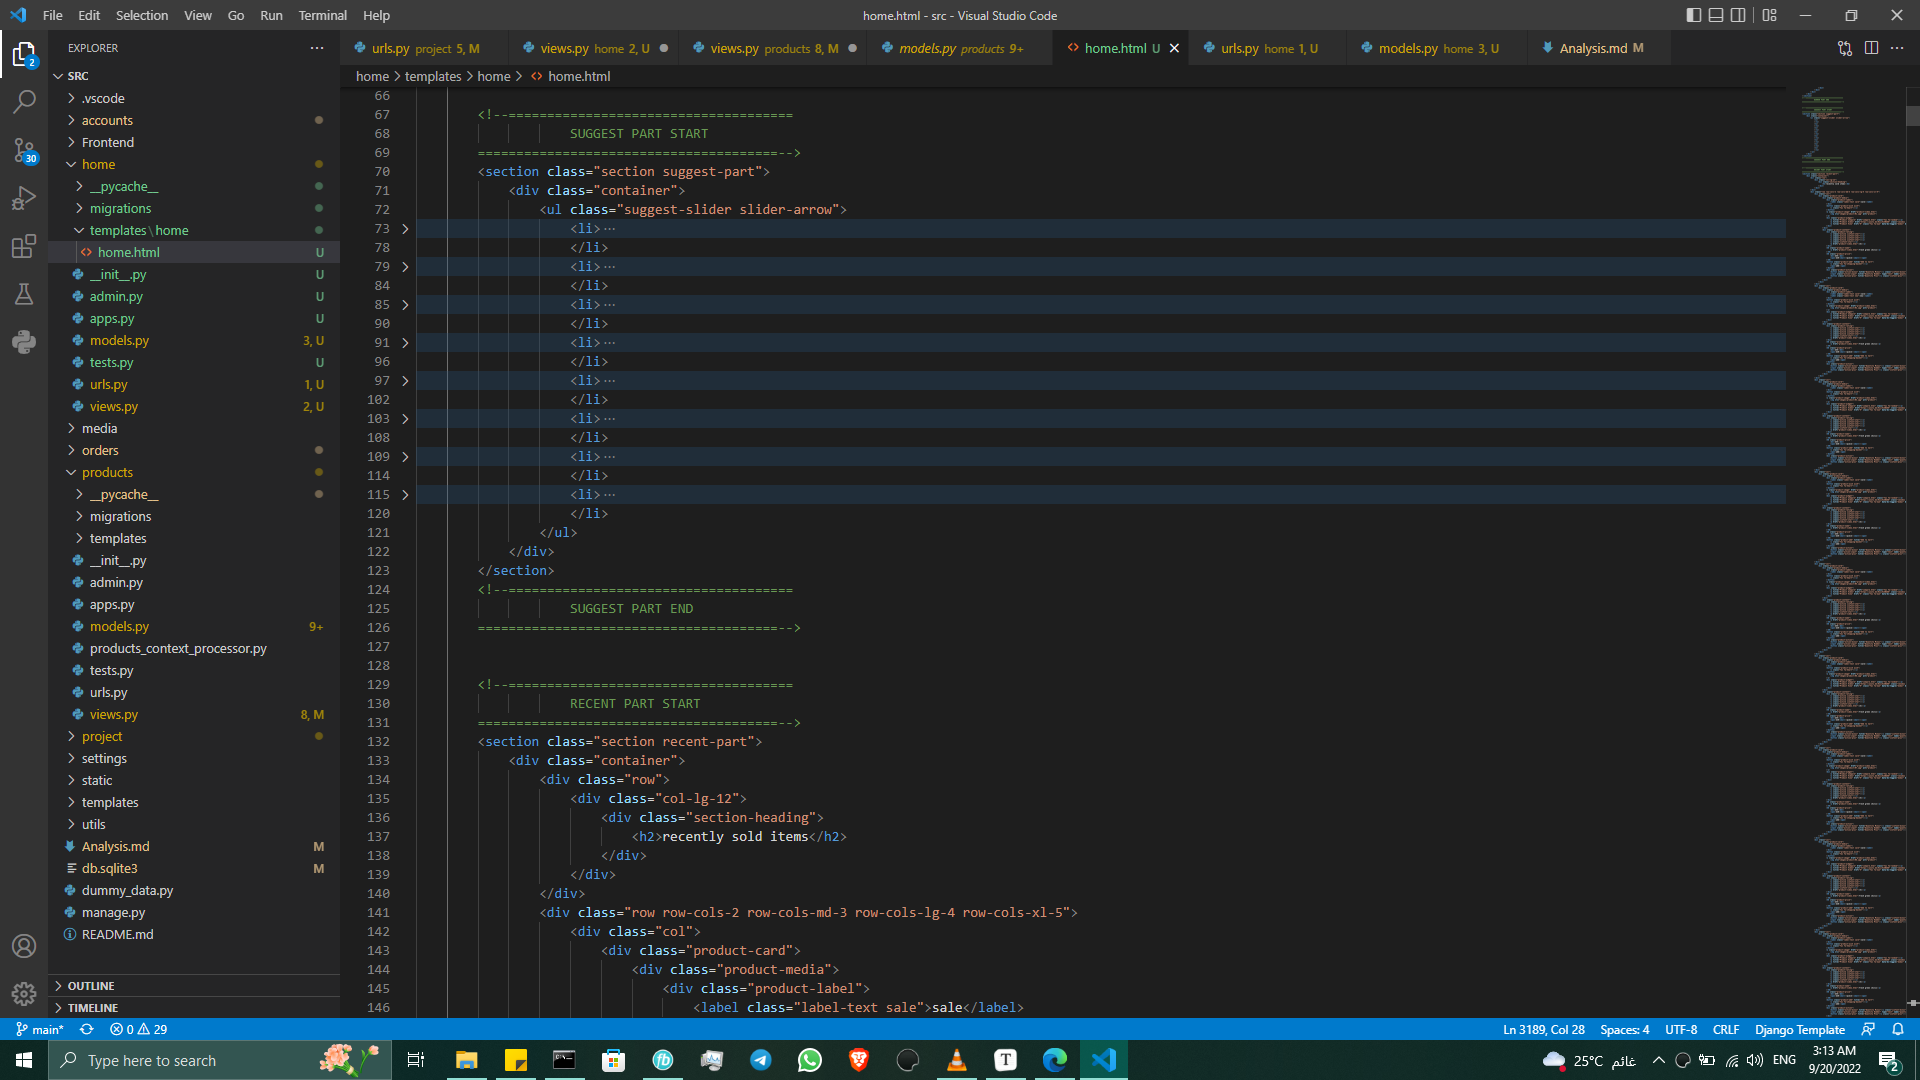 File Edit Selection View Go Run Terminal Help
home.html - src - Visual Studio Code
EXPLORER
SRC
.vscode
accounts
Frontend
home
__pycache__
migrations
templates\home
home.html U
__init__.py U
admin.py U
apps.py U
models.py 3, U
tests.py U
urls.py 1, U
views.py 2, U
media
orders
products
__pycache__
migrations
templates
__init__.py
admin.py
apps.py
models.py 9+
products_context_processor.py
tests.py
urls.py
views.py 8, M
project
settings
static
templates
utils
Analysis.md M
db.sqlite3 M
dummy_data.py
manage.py
README.md
OUTLINE
TIMELINE
2
30
urls.py project 5, M
views.py home 2, U
views.py products 8, M
models.py products 9+
home.html U
urls.py home 1, U
models.py home 3, U
Analysis.md M
home > templates > home > home.html
66
67 <!--=====================================
68 SUGGEST PART START
69 =======================================-->
70 <section class="section suggest-part">
71 <div class="container">
72 <ul class="suggest-slider slider-arrow">
73 <li>···
78 </li>
79 <li>···
84 </li>
85 <li>···
90 </li>
91 <li>···
96 </li>
97 <li>···
102 </li>
103 <li>···
108 </li>
109 <li>···
114 </li>
115 <li>···
120 </li>
121 </ul>
122 </div>
123 </section>
124 <!--=====================================
125 SUGGEST PART END
126 =======================================-->
127
128
129 <!--=====================================
130 RECENT PART START
131 =======================================-->
132 <section class="section recent-part">
133 <div class="container">
134 <div class="row">
135 <div class="col-lg-12">
136 <div class="section-heading">
137 <h2>recently sold items</h2>
138 </div>
139 </div>
140 </div>
141 <div class="row row-cols-2 row-cols-md-3 row-cols-lg-4 row-cols-xl-5">
142 <div class="col">
143 <div class="product-card">
144 <div class="product-media">
145 <div class="product-label">
146 <label class="label-text sale">sale</label>
main* 0 29
Ln 3189, Col 28 Spaces: 4 UTF-8 CRLF Django Template
Type here to search
25°C غائم
ENG
3:13 AM
9/20/2022
2